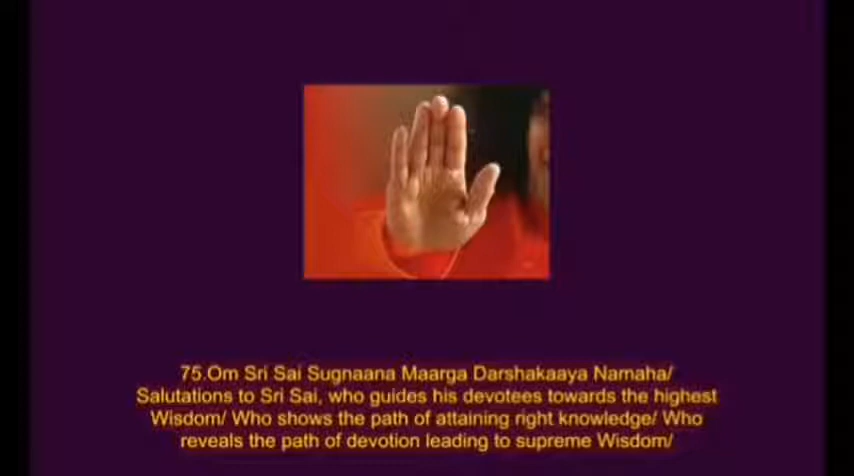 75.Om Sri Sai Sugnaana Maarga Darshakaaya Namaha/
Salutations to Sri Sai, who guides his devotees towards the highest
Wisdom/ Who shows the path of attaining right knowledge/ Who
reveals the path of devotion leading to supreme Wisdom/